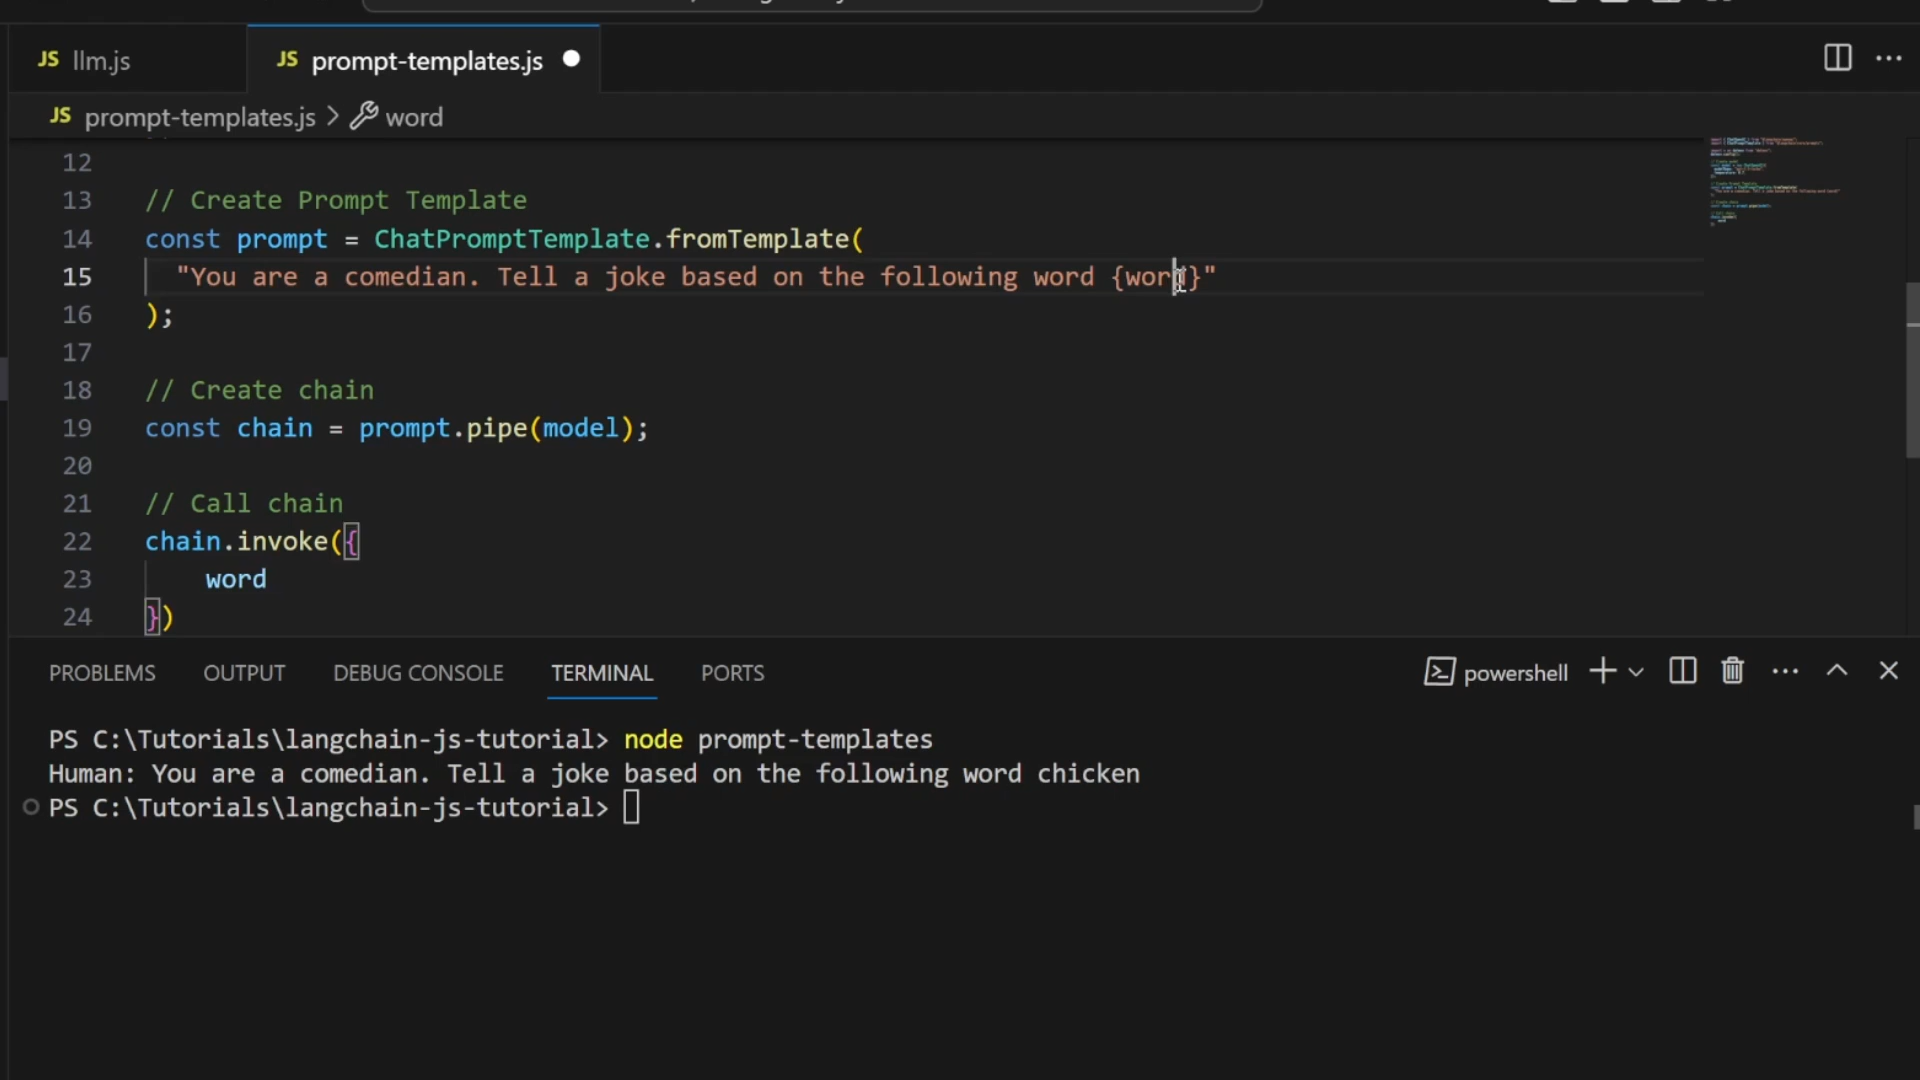 JS llm.js
JS prompt-templates.js
JS prompt-templates.js > word
12
13 // Create Prompt Template
14 const prompt = ChatPromptTemplate.fromTemplate(
15 "You are a comedian. Tell a joke based on the following word {word}"
16 );
17
18 // Create chain
19 const chain = prompt.pipe(model);
20
21 // Call chain
22 chain.invoke({
23 word
24 })
PROBLEMS OUTPUT DEBUG CONSOLE TERMINAL PORTS powershell
PS C:\Tutorials\langchain-js-tutorial> node prompt-templates
Human: You are a comedian. Tell a joke based on the following word chicken
PS C:\Tutorials\langchain-js-tutorial>